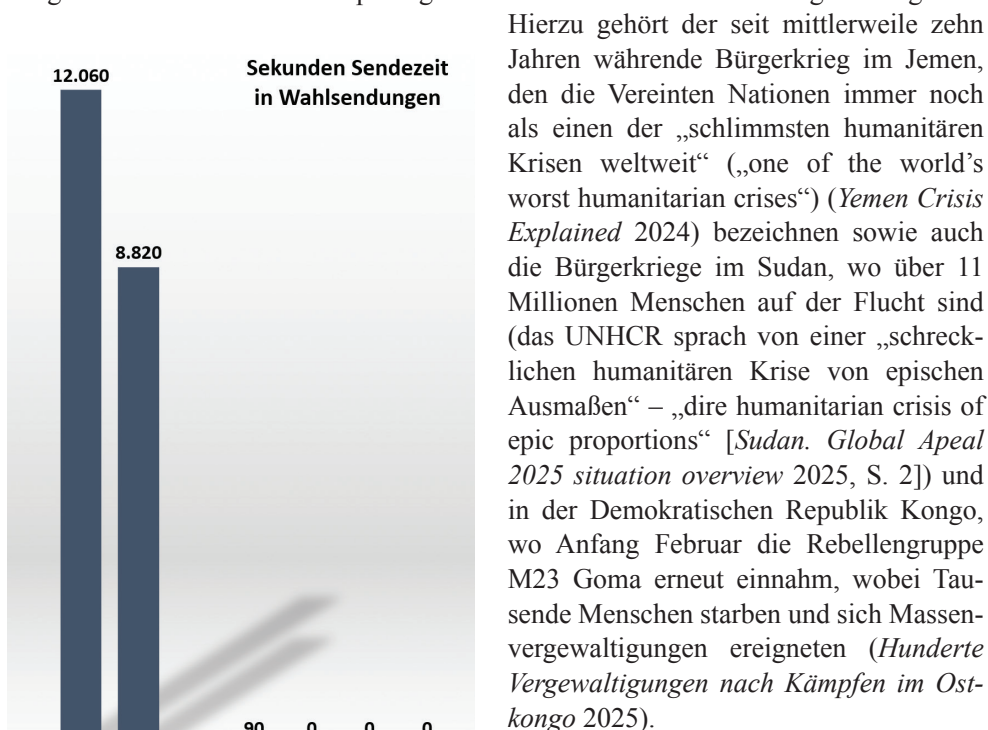 12.060
8.820
Sekunden Sendezeit
in Wahlsendungen
90
0
0
0
Hierzu gehört der seit mittlerweile zehn
Jahren währende Bürgerkrieg im Jemen,
den die Vereinten Nationen immer noch
als einen der „schlimmsten humanitären
Krisen weltweit“ („one of the world’s
worst humanitarian crises“) (Yemen Crisis
Explained 2024) bezeichnen sowie auch
die Bürgerkriege im Sudan, wo über 11
Millionen Menschen auf der Flucht sind
(das UNHCR sprach von einer „schreck-
lichen humanitären Krise von epischen
Ausmaßen“ – „dire humanitarian crisis of
epic proportions“ [Sudan. Global Apeal
2025 situation overview 2025, S. 2]) und
in der Demokratischen Republik Kongo,
wo Anfang Februar die Rebellengruppe
M23 Goma erneut einnahm, wobei Tau-
sende Menschen starben und sich Massen-
vergewaltigungen ereigneten (Hunderte
Vergewaltigungen nach Kämpfen im Ost-
kongo 2025).